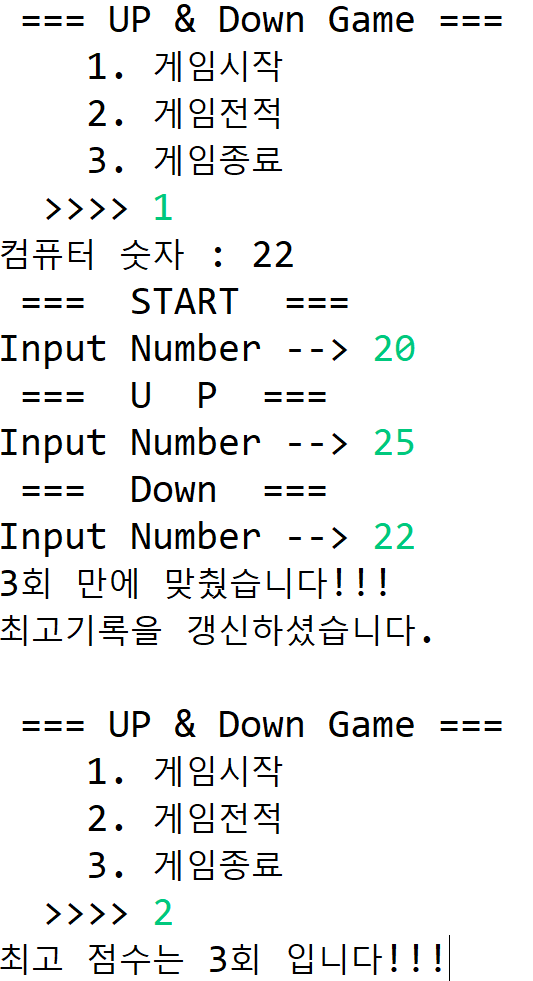 === UP & Down Game ===
1. 게임시작
2. 게임전적
3. 게임종료
>>>> 1
컴퓨터 숫자 : 22
===  START  ===
Input Number --> 20
===  U  P  ===
Input Number --> 25
===  Down  ===
Input Number --> 22
3회 만에 맞췄습니다!!!
최고기록을 갱신하셨습니다.
=== UP & Down Game ===
1. 게임시작
2. 게임전적
3. 게임종료
>>>> 2
최고 점수는 3회 입니다!!!